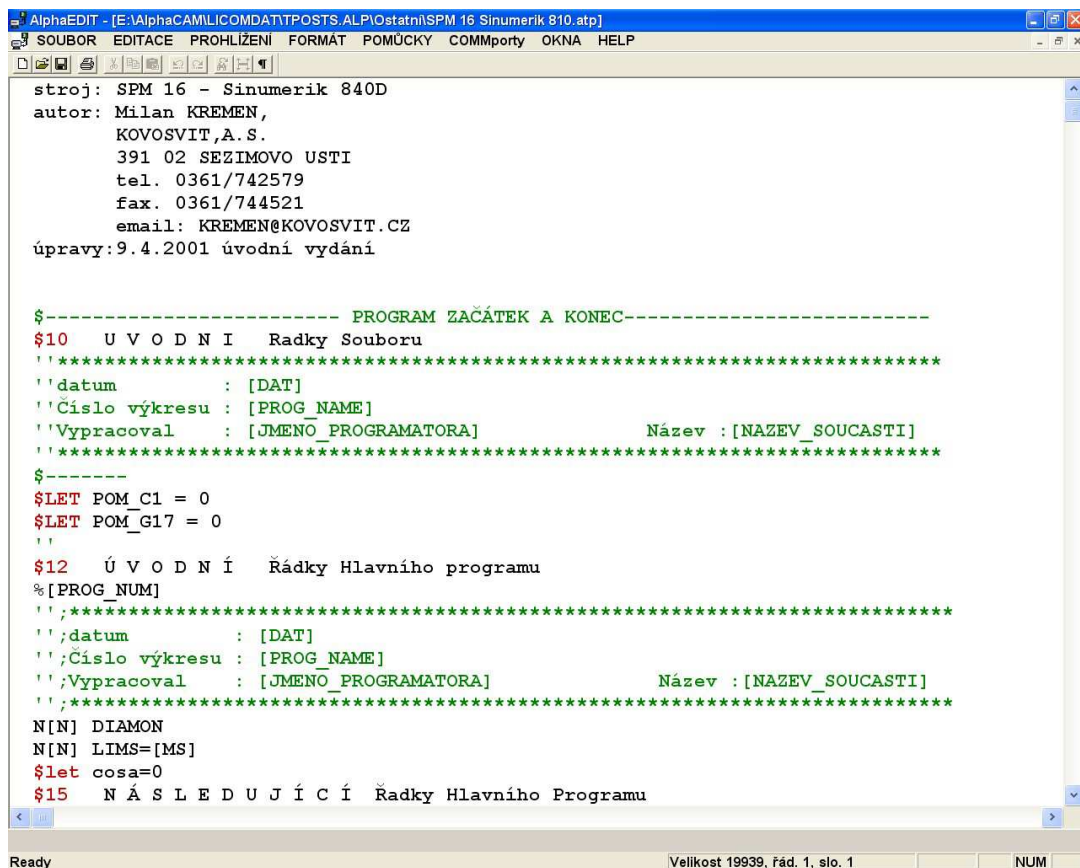 AlphaEDIT - [E:\AlphaCAM\LICOMDAT\TPOSTS.ALP\Ostatní\SPM 16 Sinumerik 810.atp]
SOUBOR EDITACE PROHLÍŽENÍ FORMÁT POMŮCKY COMMporty OKNA HELP
stroj: SPM 16 - Sinumerik 840D
autor: Milan KREMEN,
KOVOSVIT,A.S.
391 02 SEZIMOVO USTI
tel. 0361/742579
fax. 0361/744521
email: KREMEN@KOVOSVIT.CZ
úpravy:9.4.2001 úvodní vydání
$------------------------- PROGRAM ZAČÁTEK A KONEC--------------------------
$10 U V O D N I Radky Souboru
''***************************************************************************
''datum : [DAT]
''Číslo výkresu : [PROG_NAME]
''Vypracoval : [JMENO_PROGRAMATORA] Název :[NAZEV_SOUCASTI]
''***************************************************************************
$-------
$LET POM_C1 = 0
$LET POM_G17 = 0
''
$12 Ú V O D N Í Řádky Hlavního programu
%[PROG_NUM]
'';***************************************************************************
'';datum : [DAT]
'';Číslo výkresu : [PROG_NAME]
'';Vypracoval : [JMENO_PROGRAMATORA] Název :[NAZEV_SOUCASTI]
'';***************************************************************************
N[N] DIAMON
N[N] LIMS=[MS]
$let cosa=0
$15 N Á S L E D U J Í C Í Řadky Hlavního Programu
Ready Velikost 19939, řád. 1, slo. 1 NUM